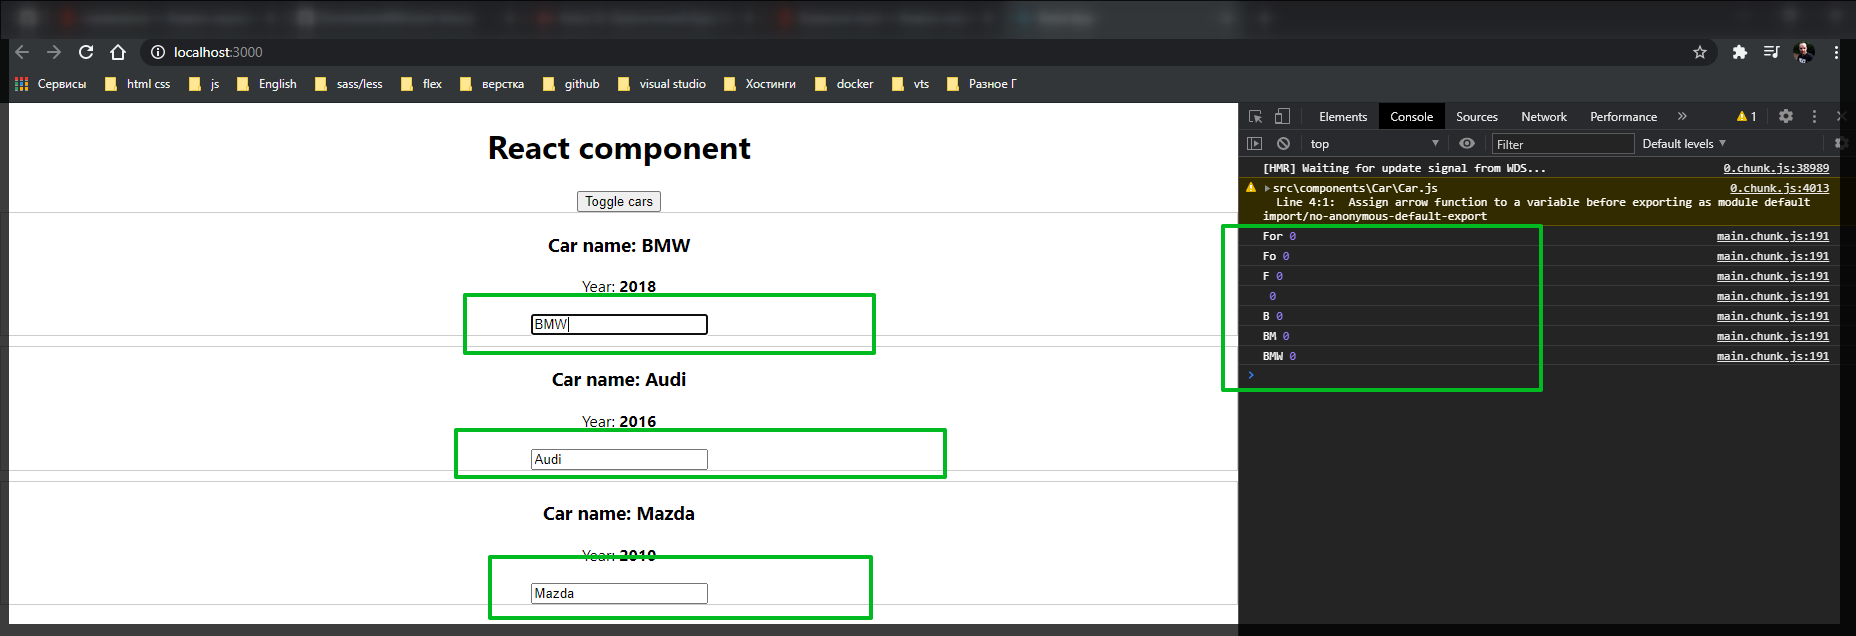 localhost:3000
Сервисы html css js English sass/less flex верстка github visual studio Хостинги docker vts Разное Г
React component
Toggle cars
Car name: BMW
Year: 2018
BMW
Car name: Audi
Year: 2016
Audi
Car name: Mazda
Year: 2010
Mazda
Elements Console Sources Network Performance » 1
top Filter Default levels
[HMR] Waiting for update signal from WDS... 0.chunk.js:38989
src\components\Car\Car.js 0.chunk.js:4013
Line 4:1: Assign arrow function to a variable before exporting as module default
import/no-anonymous-default-export
For 0 main.chunk.js:191
Fo 0 main.chunk.js:191
F 0 main.chunk.js:191
0 main.chunk.js:191
B 0 main.chunk.js:191
BM 0 main.chunk.js:191
BMW 0 main.chunk.js:191